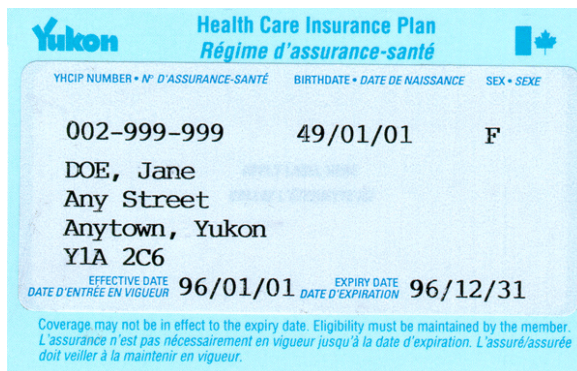 Yukon
Health Care Insurance Plan
Régime d'assurance-santé
YHCIP NUMBER • N° D'ASSURANCE-SANTÉ BIRTHDATE • DATE DE NAISSANCE SEX • SEXE
002-999-999 49/01/01 F
DOE, Jane
Any Street
Anytown, Yukon
Y1A 2C6
EFFECTIVE DATE
DATE D'ENTRÉE EN VIGUEUR 96/01/01
EXPIRY DATE
DATE D'EXPIRATION 96/12/31
Coverage may not be in effect to the expiry date. Eligibility must be maintained by the member.
L'assurance n'est pas nécessairement en vigueur jusqu'à la date d'expiration. L'assuré/assurée
doit veiller à la maintenir en vigueur.